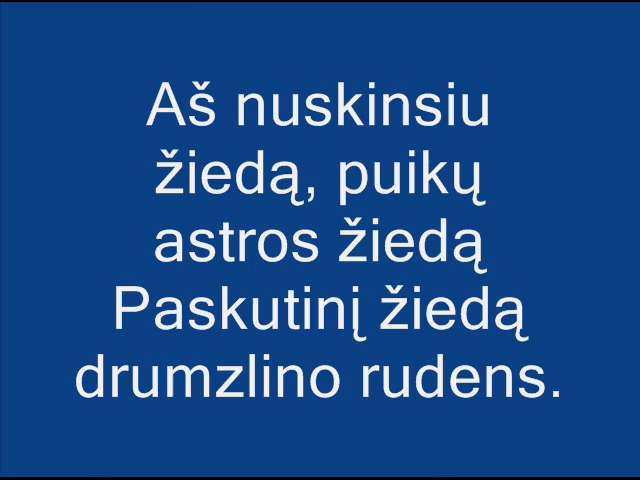 Aš nuskinsiu
žiedą, puikų
astros žiedą
Paskutinį žiedą
drumzlino rudens.